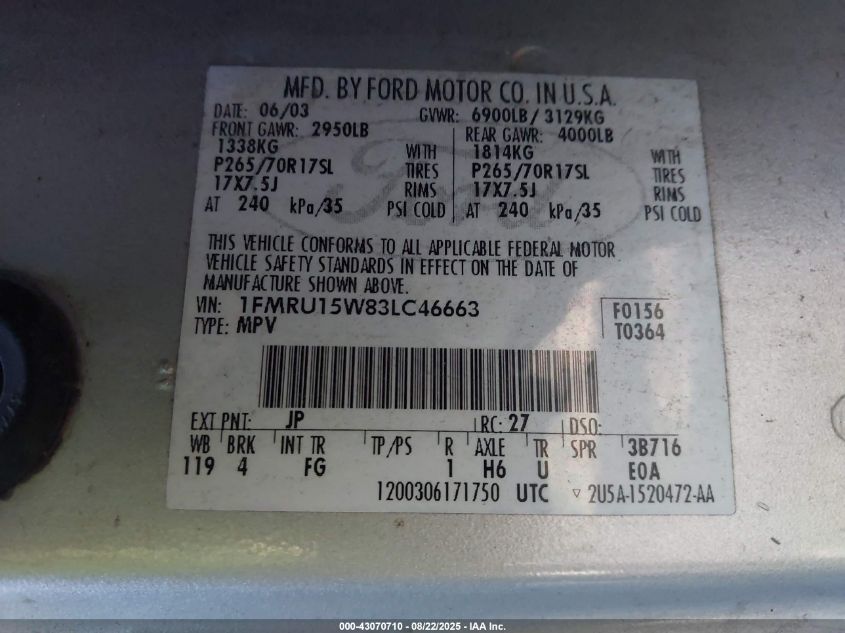 MFD. BY FORD MOTOR CO. IN U.S.A.
DATE: 06/03 GVWR: 6900LB/ 3129KG
FRONT GAWR: 2950LB REAR GAWR: 4000LB
1338KG WITH 1814KG WITH
P265/70R17SL TIRES P265/70R17SL TIRES
17X7.5J RIMS 17X7.5J RIMS
AT 240 kPa/35 PSI COLD AT 240 kPa/35 PSI COLD
THIS VEHICLE CONFORMS TO ALL APPLICABLE FEDERAL MOTOR
VEHICLE SAFETY STANDARDS IN EFFECT ON THE DATE OF
MANUFACTURE SHOWN ABOVE.
VIN: 1FMRU15W83LC46663 F0156
TYPE: MPV T0364
EXT PNT: JP RC: 27 DSO:
WB BRK INT TR TP/PS R AXLE TR SPR 3B716
119 4 FG 1 H6 U E0A
1200306171750 UTC ▽ 2U5A-1520472-AA
000-43070710 - 08/22/2025 - IAA Inc.